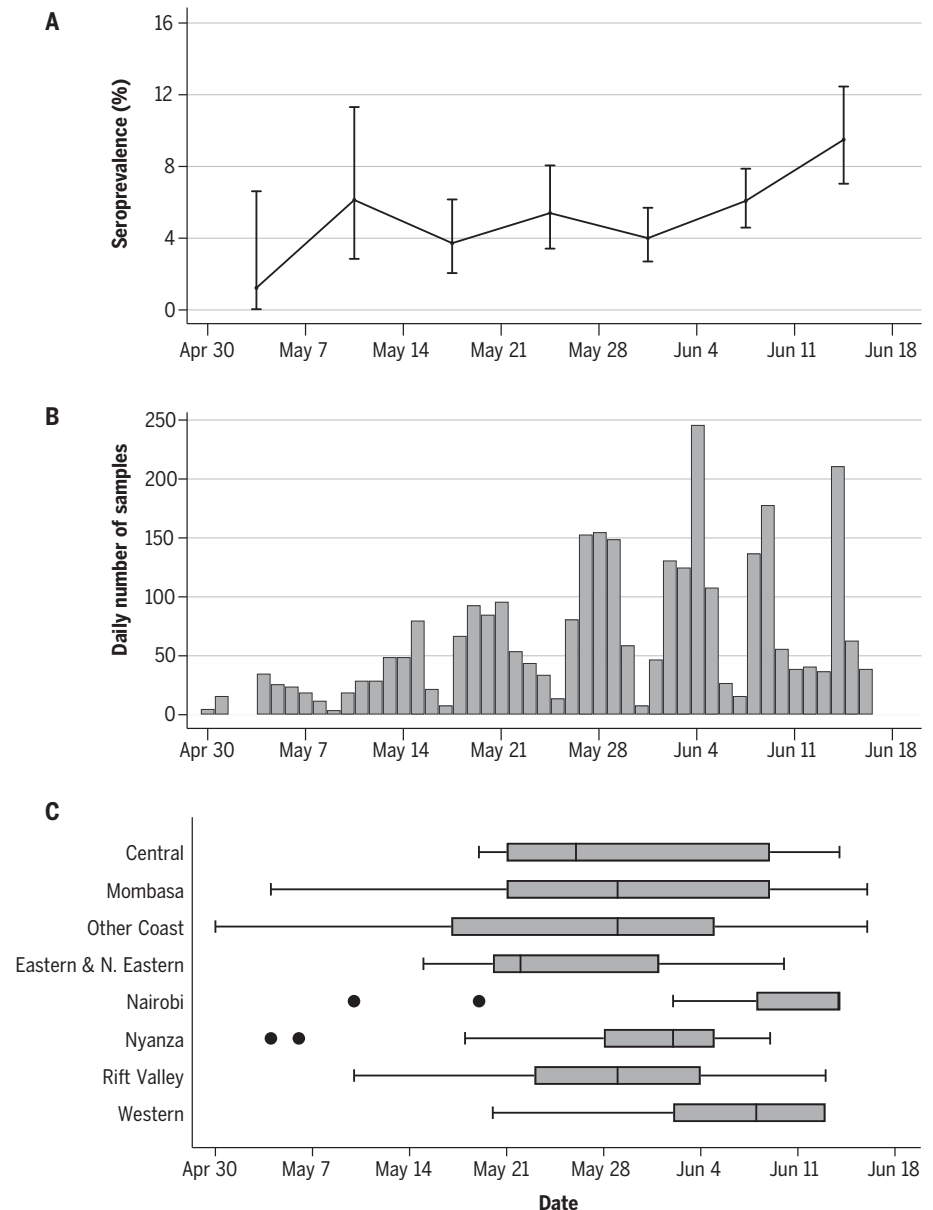 A
Seroprevalence (%)
16
12
8
4
0
Apr 30 May 7 May 14 May 21 May 28 Jun 4 Jun 11 Jun 18
B
Daily number of samples
250
200
150
100
50
0
Apr 30 May 7 May 14 May 21 May 28 Jun 4 Jun 11 Jun 18
C
Central
Mombasa
Other Coast
Eastern & N. Eastern
Nairobi
Nyanza
Rift Valley
Western
Apr 30 May 7 May 14 May 21 May 28 Jun 4 Jun 11 Jun 18
Date